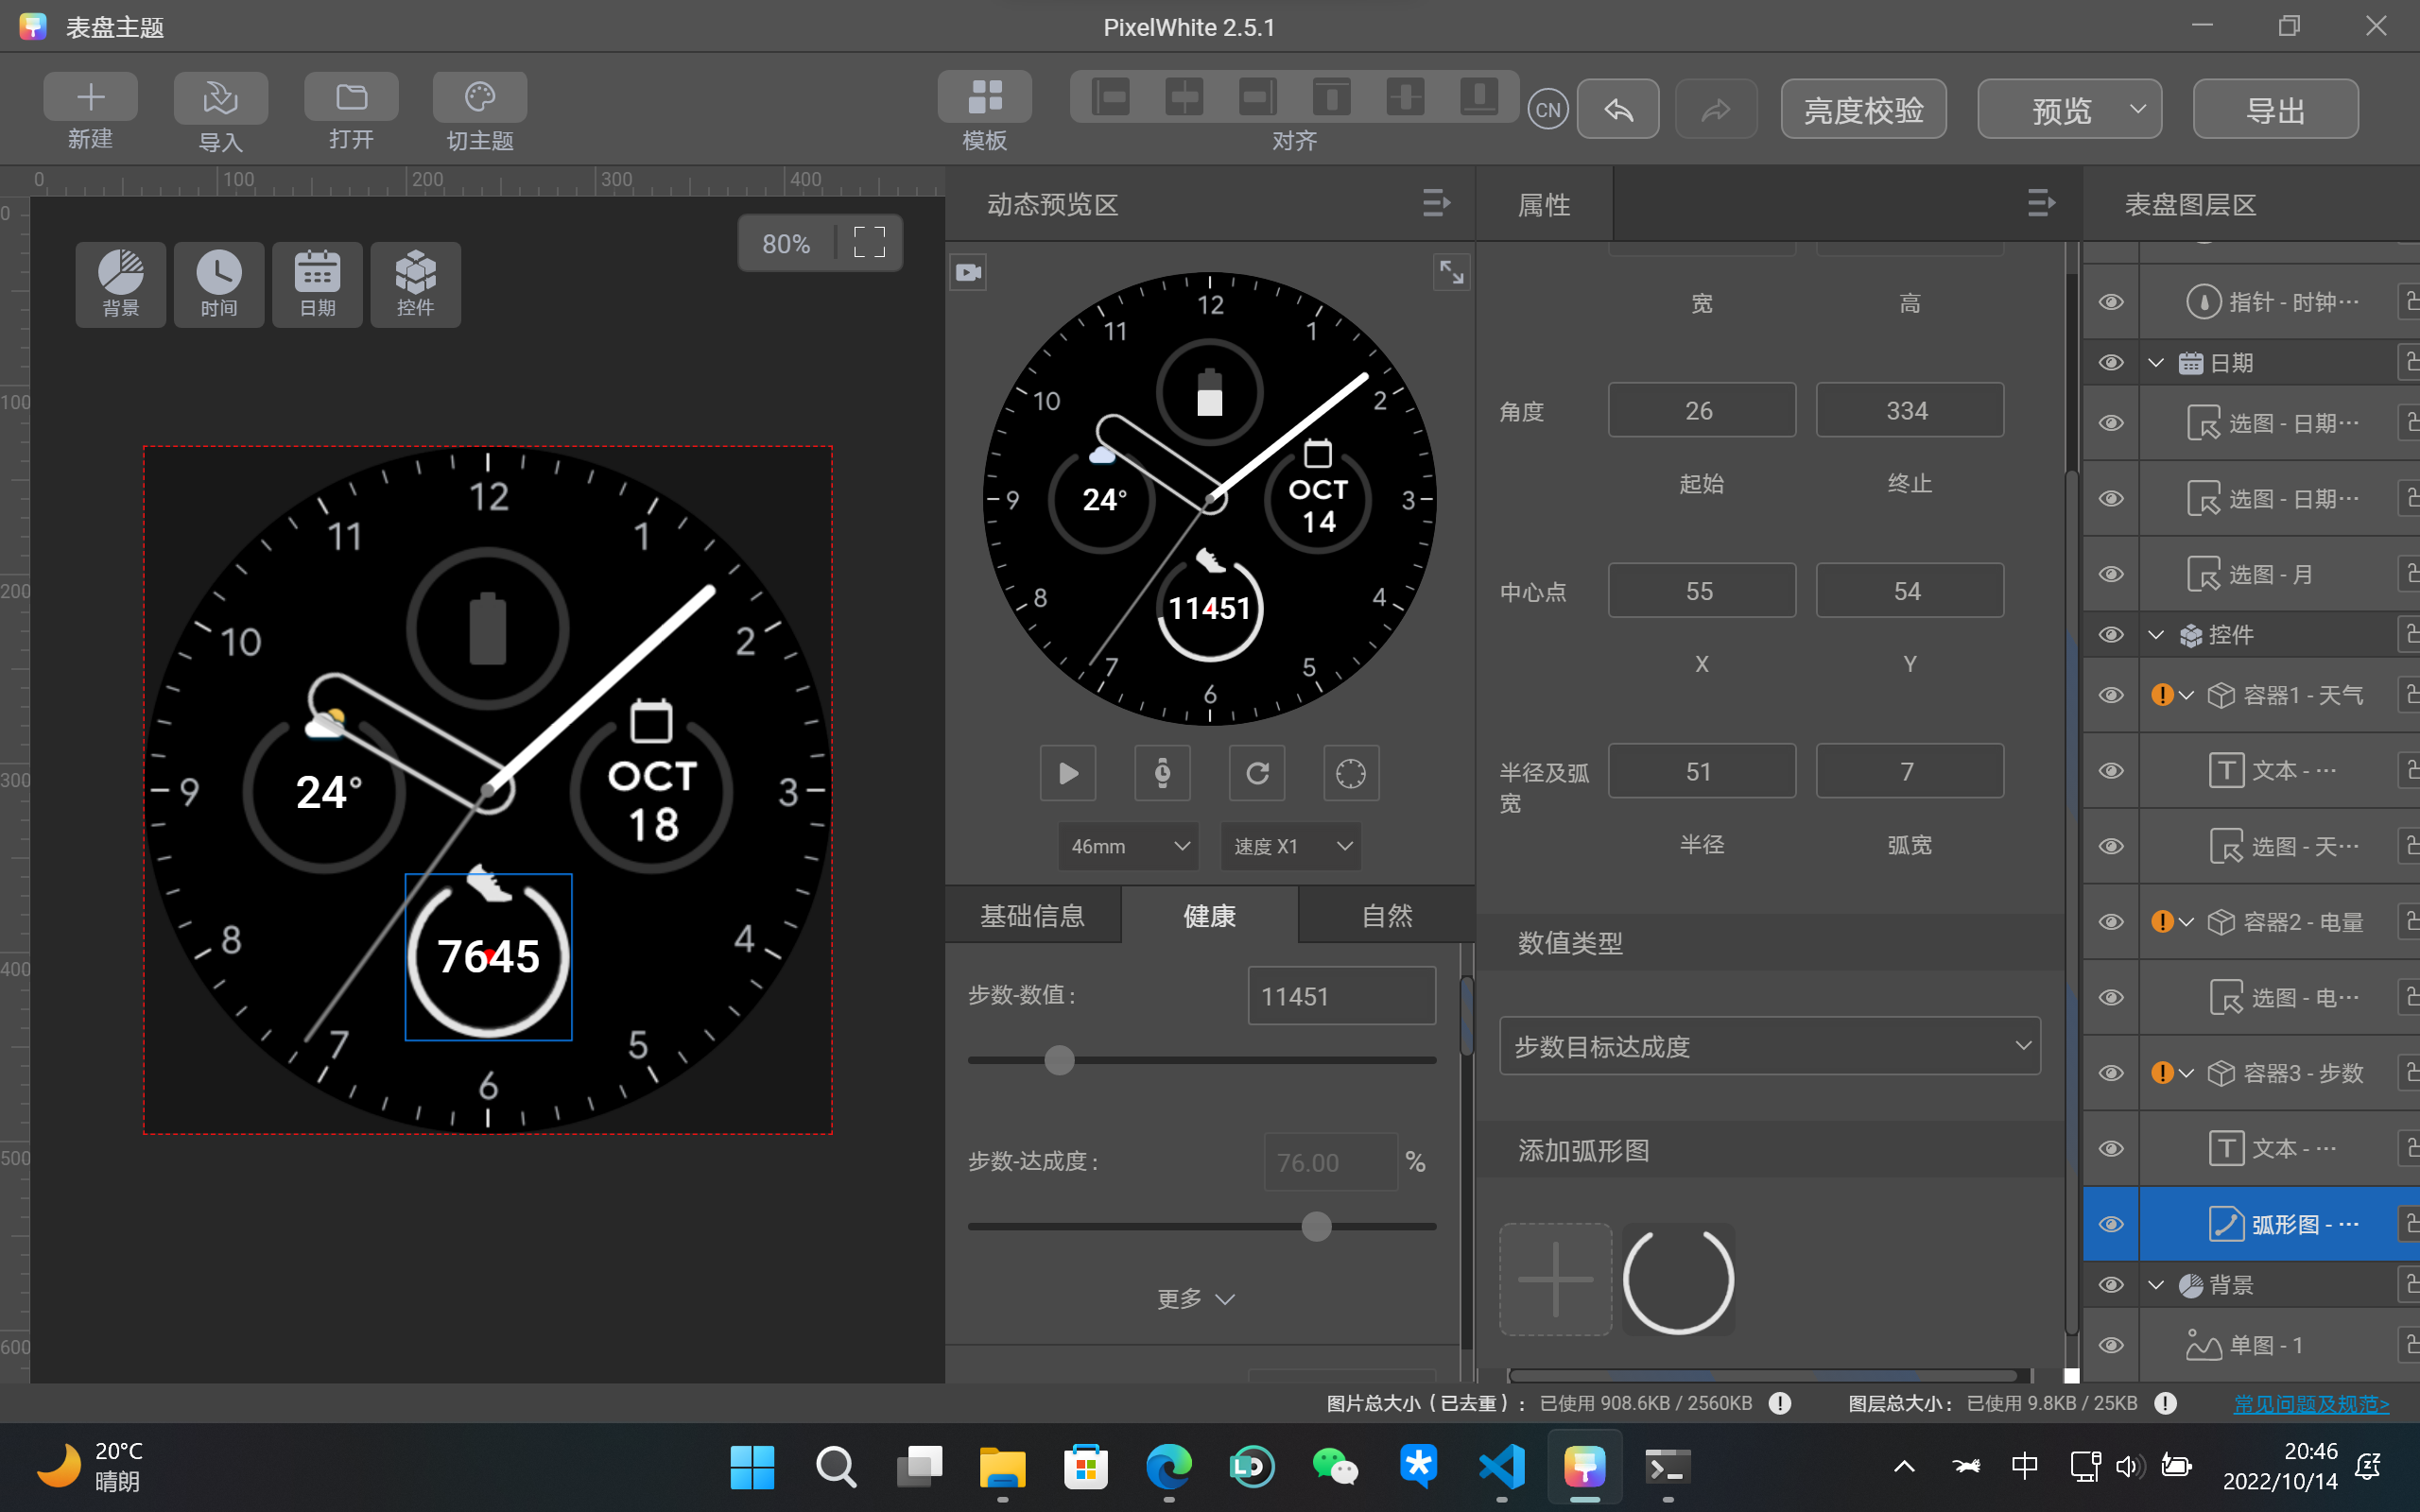 表盘主题
PixelWhite 2.5.1
新建
导入
打开
切主题
模板
对齐
CN
亮度校验
预览
导出
0
100
200
300
400
0
100
200
300
400
500
600
背景
时间
日期
控件
80%
12
1
2
3
4
5
6
7
8
9
10
11
24°
OCT
18
7645
动态预览区
12
1
2
3
4
5
6
7
8
9
10
11
24°
OCT
14
11451
46mm
速度 X1
基础信息
健康
自然
步数-数值:
11451
步数-达成度:
76.00
%
更多
属性
宽
高
角度
26
334
起始
终止
中心点
55
54
X
Y
半径及弧
宽
51
7
半径
弧宽
数值类型
步数目标达成度
添加弧形图
表盘图层区
指针 - 时钟···
日期
选图 - 日期···
选图 - 日期···
选图 - 月
控件
容器1 - 天气
文本 - ···
选图 - 天···
容器2 - 电量
选图 - 电···
容器3 - 步数
文本 - ···
弧形图 - ···
背景
单图 - 1
图片总大小（已去重）: 已使用 908.6KB / 2560KB
图层总大小: 已使用 9.8KB / 25KB
常见问题及规范>
20°C
晴朗
中
20:46
2022/10/14